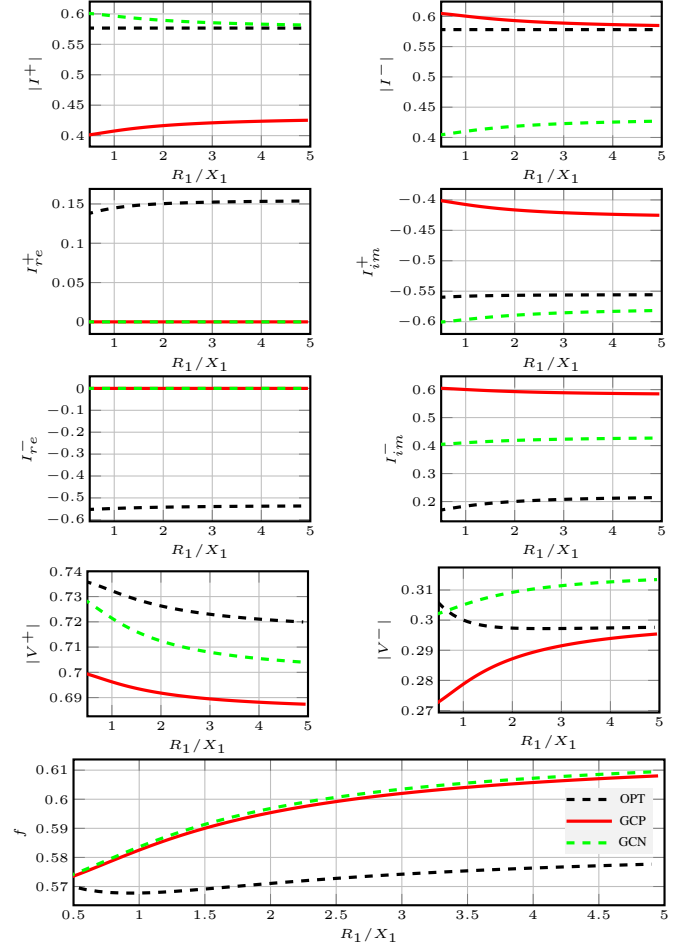 0.6
0.55
0.5
0.45
0.4
|I⁺|
1 2 3 4 5
R₁/X₁
0.6
0.55
0.5
0.45
0.4
|I⁻|
1 2 3 4 5
R₁/X₁
0.15
0.1
0.05
0
I⁺re
1 2 3 4 5
R₁/X₁
−0.4
−0.45
−0.5
−0.55
−0.6
I⁺im
1 2 3 4 5
R₁/X₁
0
−0.1
−0.2
−0.3
−0.4
−0.5
−0.6
I⁻re
1 2 3 4 5
R₁/X₁
0.6
0.5
0.4
0.3
0.2
I⁻im
1 2 3 4 5
R₁/X₁
0.74
0.73
0.72
0.71
0.7
0.69
|V⁺|
1 2 3 4 5
R₁/X₁
0.31
0.3
0.29
0.28
0.27
|V⁻|
1 2 3 4 5
R₁/X₁
0.61
0.6
0.59
0.58
0.57
f
OPT
GCP
GCN
0.5 1 1.5 2 2.5 3 3.5 4 4.5 5
R₁/X₁